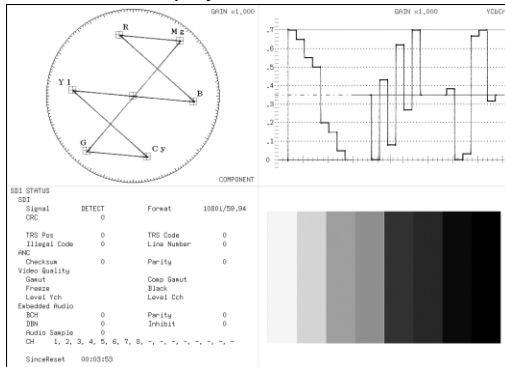 GAIN x1,000
R
Mg
Yl
B
G
Cy
COMPONENT
GAIN x1,000 YCbCr
.7
.6
.5
.4
.3
.2
.1
0
SDI STATUS
SDI
Signal DETECT Format 1080i/59.94
CRC 0
TRS Pos 0 TRS Code 0
Illegal Code 0 Line Number 0
ANC
Checksum 0 Parity 0
Video Quality
Gamut Comp Gamut
Freeze Black
Level Ych Level Cch
Embedded Audio
BCH 0 Parity 0
DBN 0 Inhibit 0
Audio Sample 0
CH 1, 2, 3, 4, 5, 6, 7, 8, -, -, -, -, -, -, -, -
SinceReset 00:03:53